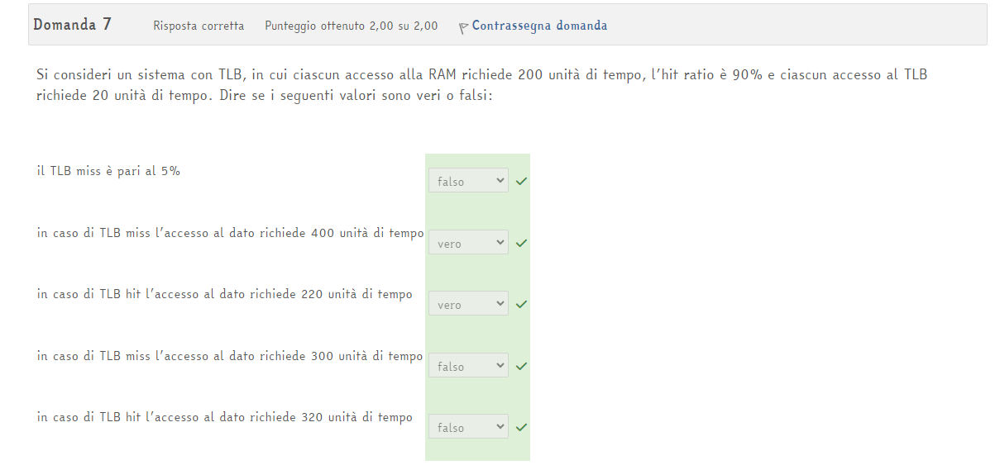 Domanda 7 Risposta corretta Punteggio ottenuto 2,00 su 2,00 Contrassegna domanda
Si consideri un sistema con TLB, in cui ciascun accesso alla RAM richiede 200 unità di tempo, l'hit ratio è 90% e ciascun accesso al TLB
richiede 20 unità di tempo. Dire se i seguenti valori sono veri o falsi:
il TLB miss è pari al 5% falso
in caso di TLB miss l'accesso al dato richiede 400 unità di tempo vero
in caso di TLB hit l'accesso al dato richiede 220 unità di tempo vero
in caso di TLB miss l'accesso al dato richiede 300 unità di tempo falso
in caso di TLB hit l'accesso al dato richiede 320 unità di tempo falso